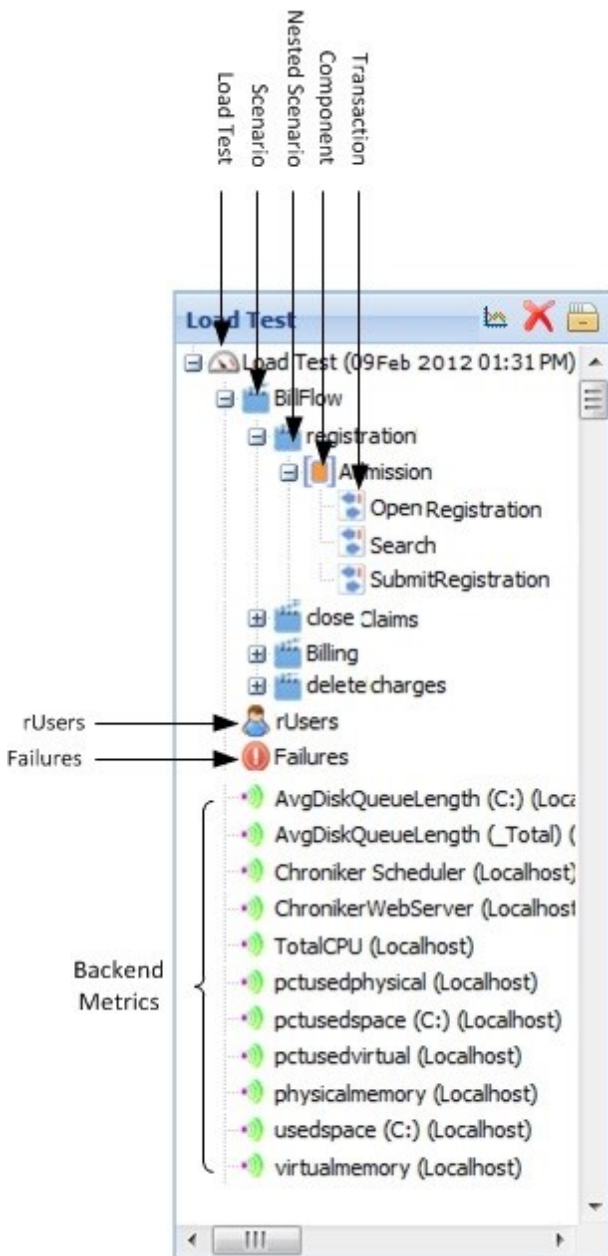 Load Test
Scenario
Nested Scenario
Component
Transaction
Load Test
Load Test (09Feb 2012 01:31 PM)
BillFlow
registration
Admission
Open Registration
Search
SubmitRegistration
close Claims
Billing
delete charges
rUsers
rUsers
Failures
Failures
AvgDiskQueueLength (C:) (Loca
AvgDiskQueueLength (_Total) (
Chroniker Scheduler (Localhost)
ChronikerWebServer (Localhost
TotalCPU (Localhost)
Backend
Metrics
pctusedphysical (Localhost)
pctusedspace (C:) (Localhost)
pctusedvirtual (Localhost)
physicalmemory (Localhost)
usedspace (C:) (Localhost)
virtualmemory (Localhost)